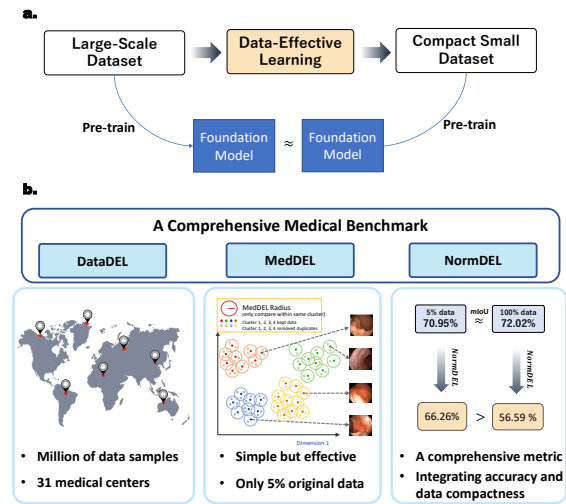 a.
Large-Scale
Dataset
Data-Effective
Learning
Compact Small
Dataset
Pre-train
Pre-train
Foundation
Model
≈
Foundation
Model
b.
A Comprehensive Medical Benchmark
DataDEL
MedDEL
NormDEL
• Million of data samples
• 31 medical centers
MedDEL Radius
(only compare within same cluster)
Cluster 1, 2, 3, 4 kept data
Cluster 1, 2, 3, 4 removed duplicates
Dimension 1
• Simple but effective
• Only 5% original data
5% data
70.95%
mIoU
≈
100% data
72.02%
NormDEL
NormDEL
66.26%
>
56.59 %
• A comprehensive metric
• Integrating accuracy and
data compactness